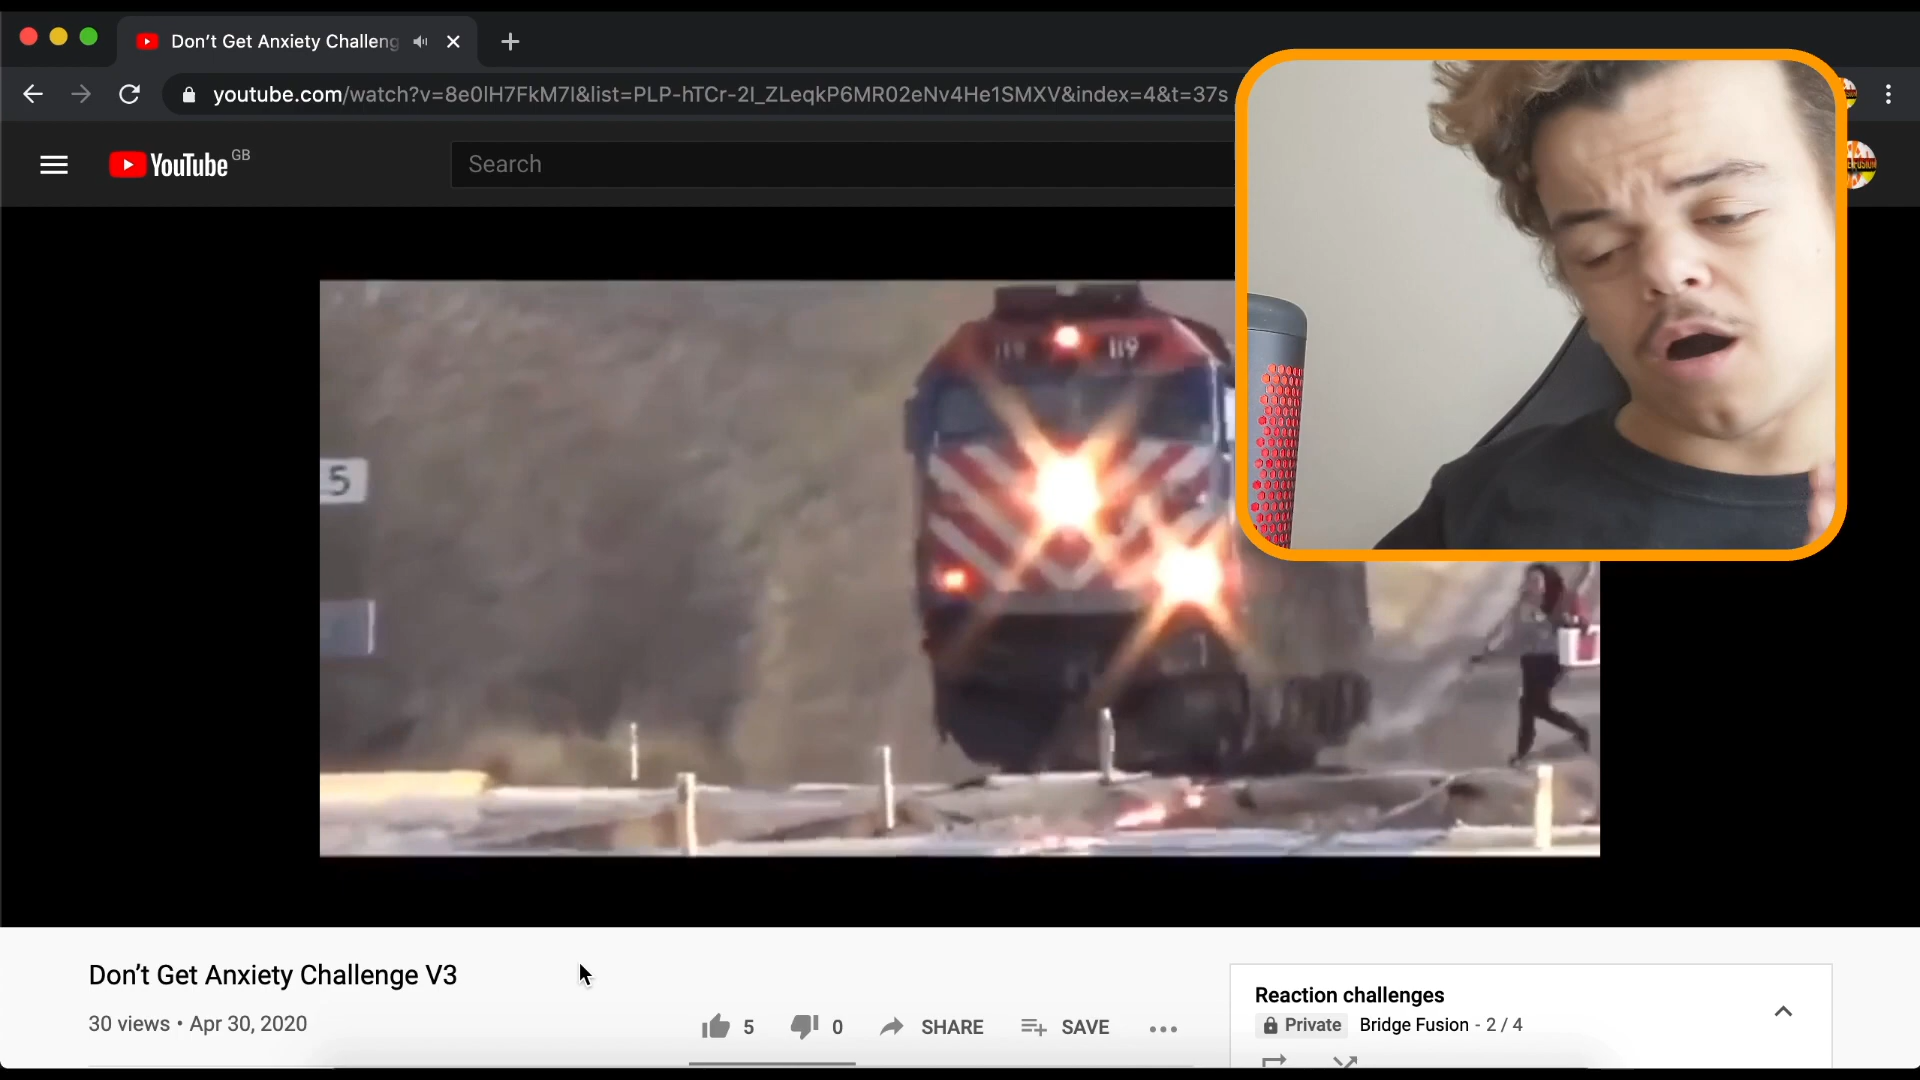 Don’t Get Anxiety Challeng
youtube.com/watch?v=8e0lH7FkM7I&list=PLP-hTCr-2I_ZLeqkP6MR02eNv4He1SMXV&index=4&t=37s
YouTube GB
Search
119 119
5
Don’t Get Anxiety Challenge V3
30 views • Apr 30, 2020
5 0 SHARE SAVE
Reaction challenges
Private Bridge Fusion - 2 / 4